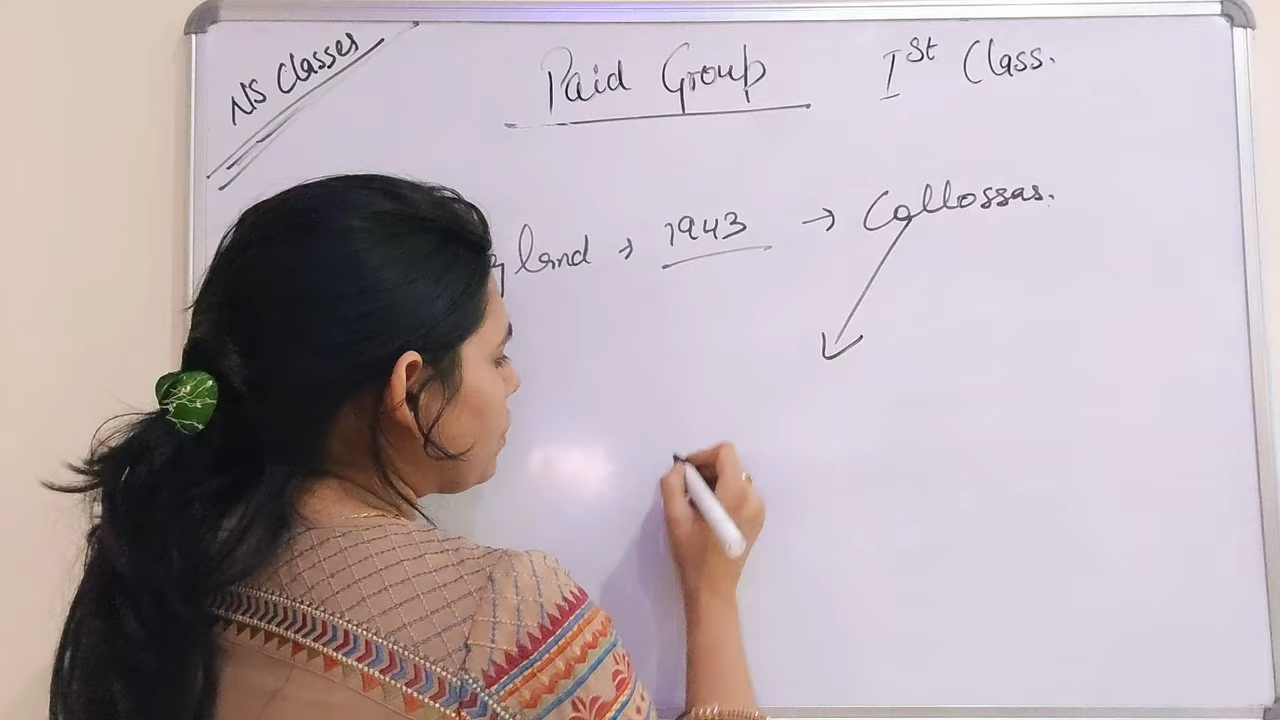 NS Classes
Paid Group Ist Class.
land → 1943 → Collossas.